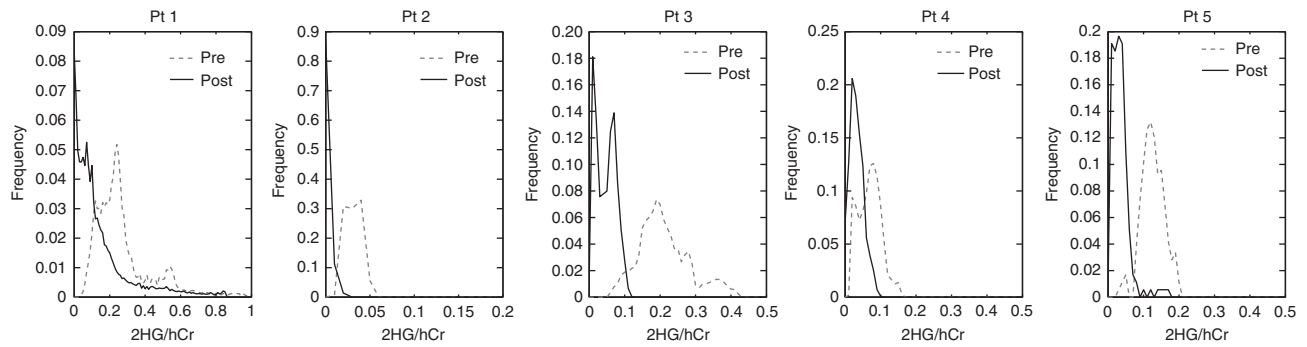 Pt 1
0.09
0.08
0.07
0.06
0.05
0.04
0.03
0.02
0.01
0
Frequency
Pre
Post
0 0.2 0.4 0.6 0.8 1
2HG/hCr
Pt 2
0.9
0.8
0.7
0.6
0.5
0.4
0.3
0.2
0.1
0
Frequency
Pre
Post
0 0.05 0.1 0.15 0.2
2HG/hCr
Pt 3
0.20
0.18
0.16
0.14
0.12
0.10
0.08
0.06
0.04
0.02
0.00
Frequency
Pre
Post
0 0.1 0.2 0.3 0.4 0.5
2HG/hCr
Pt 4
0.25
0.2
0.25
0.1
0.05
0
Frequency
Pre
Post
0 0.1 0.2 0.3 0.4 0.5
2HG/hCr
Pt 5
0.2
0.18
0.16
0.14
0.12
0.1
0.08
0.06
0.04
0.02
0
Frequency
Pre
Post
0 0.1 0.2 0.3 0.4 0.5
2HG/hCr